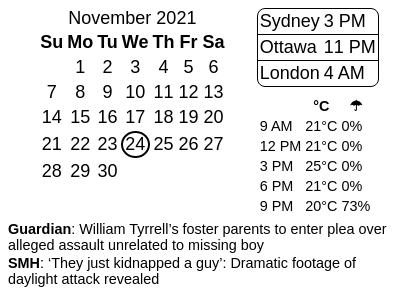 November 2021
Su Mo Tu We Th Fr Sa
1 2 3 4 5 6
7 8 9 10 11 12 13
14 15 16 17 18 19 20
21 22 23 24 25 26 27
28 29 30
Sydney 3 PM
Ottawa 11 PM
London 4 AM
°C ☂
9 AM 21°C 0%
12 PM 21°C 0%
3 PM 25°C 0%
6 PM 21°C 0%
9 PM 20°C 73%
Guardian: William Tyrrell’s foster parents to enter plea over
alleged assault unrelated to missing boy
SMH: ‘They just kidnapped a guy’: Dramatic footage of
daylight attack revealed